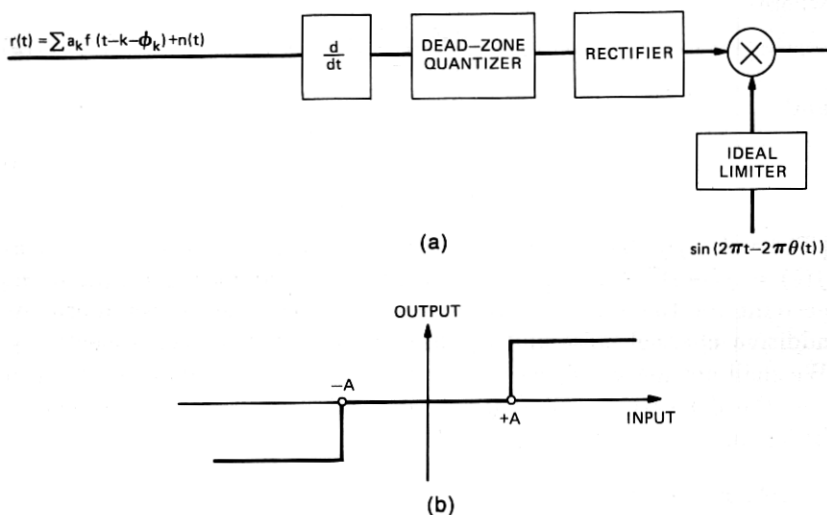 r(t) = ∑ aₖ f (t–k–ϕₖ) + n(t)
d
dt
DEAD–ZONE
QUANTIZER
RECTIFIER
IDEAL
LIMITER
sin (2πt–2πθ(t))
(a)
OUTPUT
–A
+A
INPUT
(b)